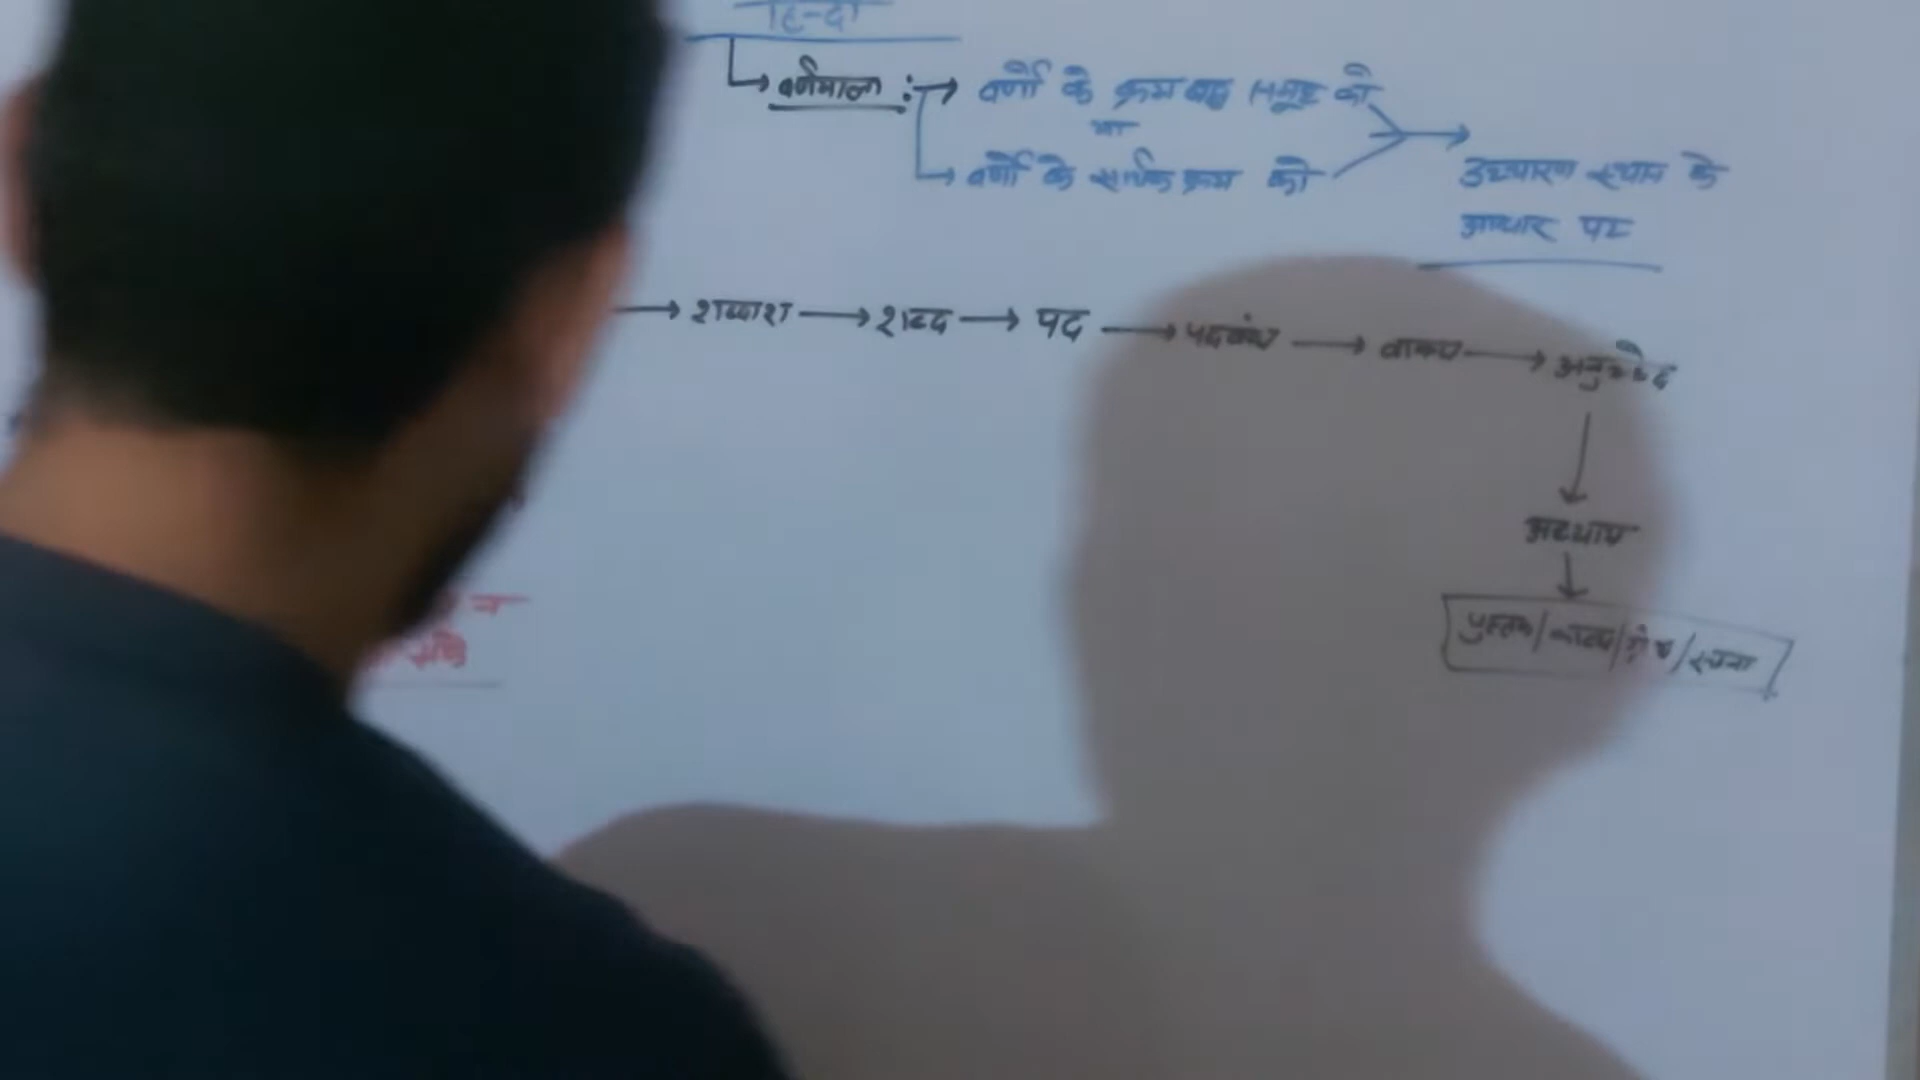 हिन्दी
वर्णमाला :→ वर्णों के क्रमबद्ध समूह को
या
वर्णों के सार्थक क्रम को
उच्चारण स्थान के
आधार पर
→ शब्दांश → शब्द → पद → पदबंध → वाक्य → अनुच्छेद
अध्याय
पुस्तक/काव्य/ग्रंथ/रचना